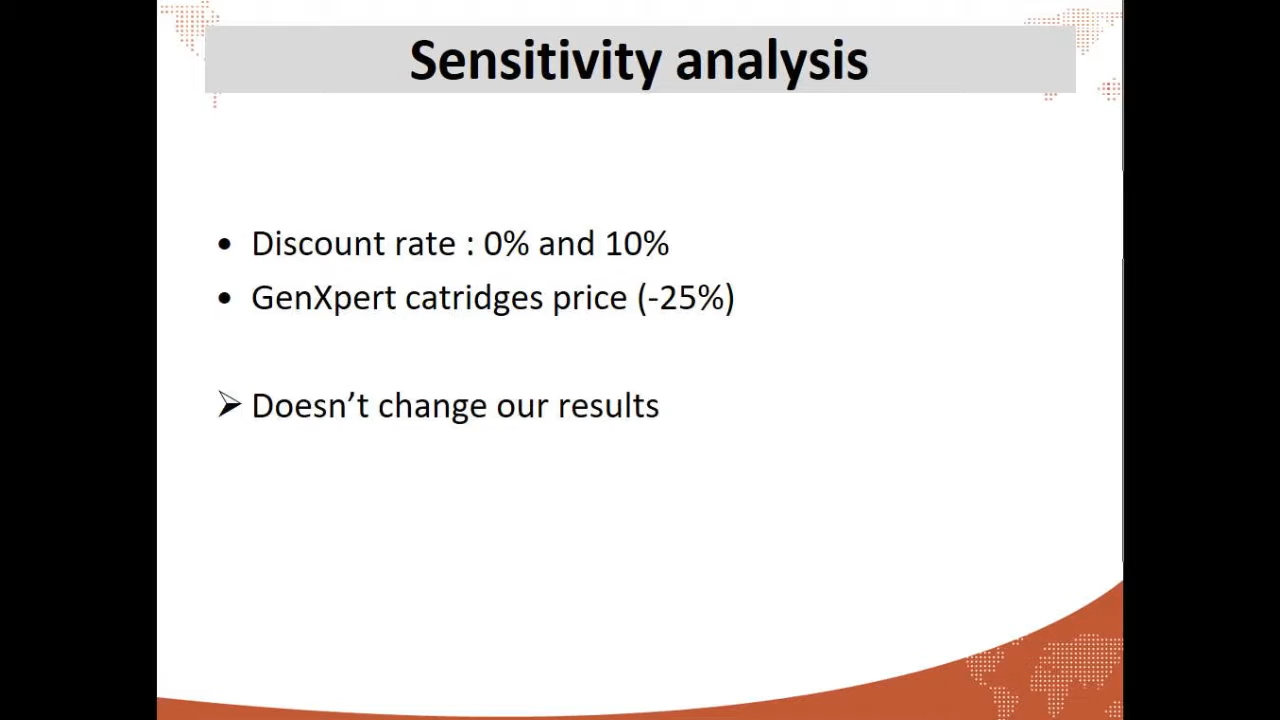 Sensitivity analysis
• Discount rate : 0% and 10%
• GenXpert catridges price (-25%)
➢ Doesn’t change our results